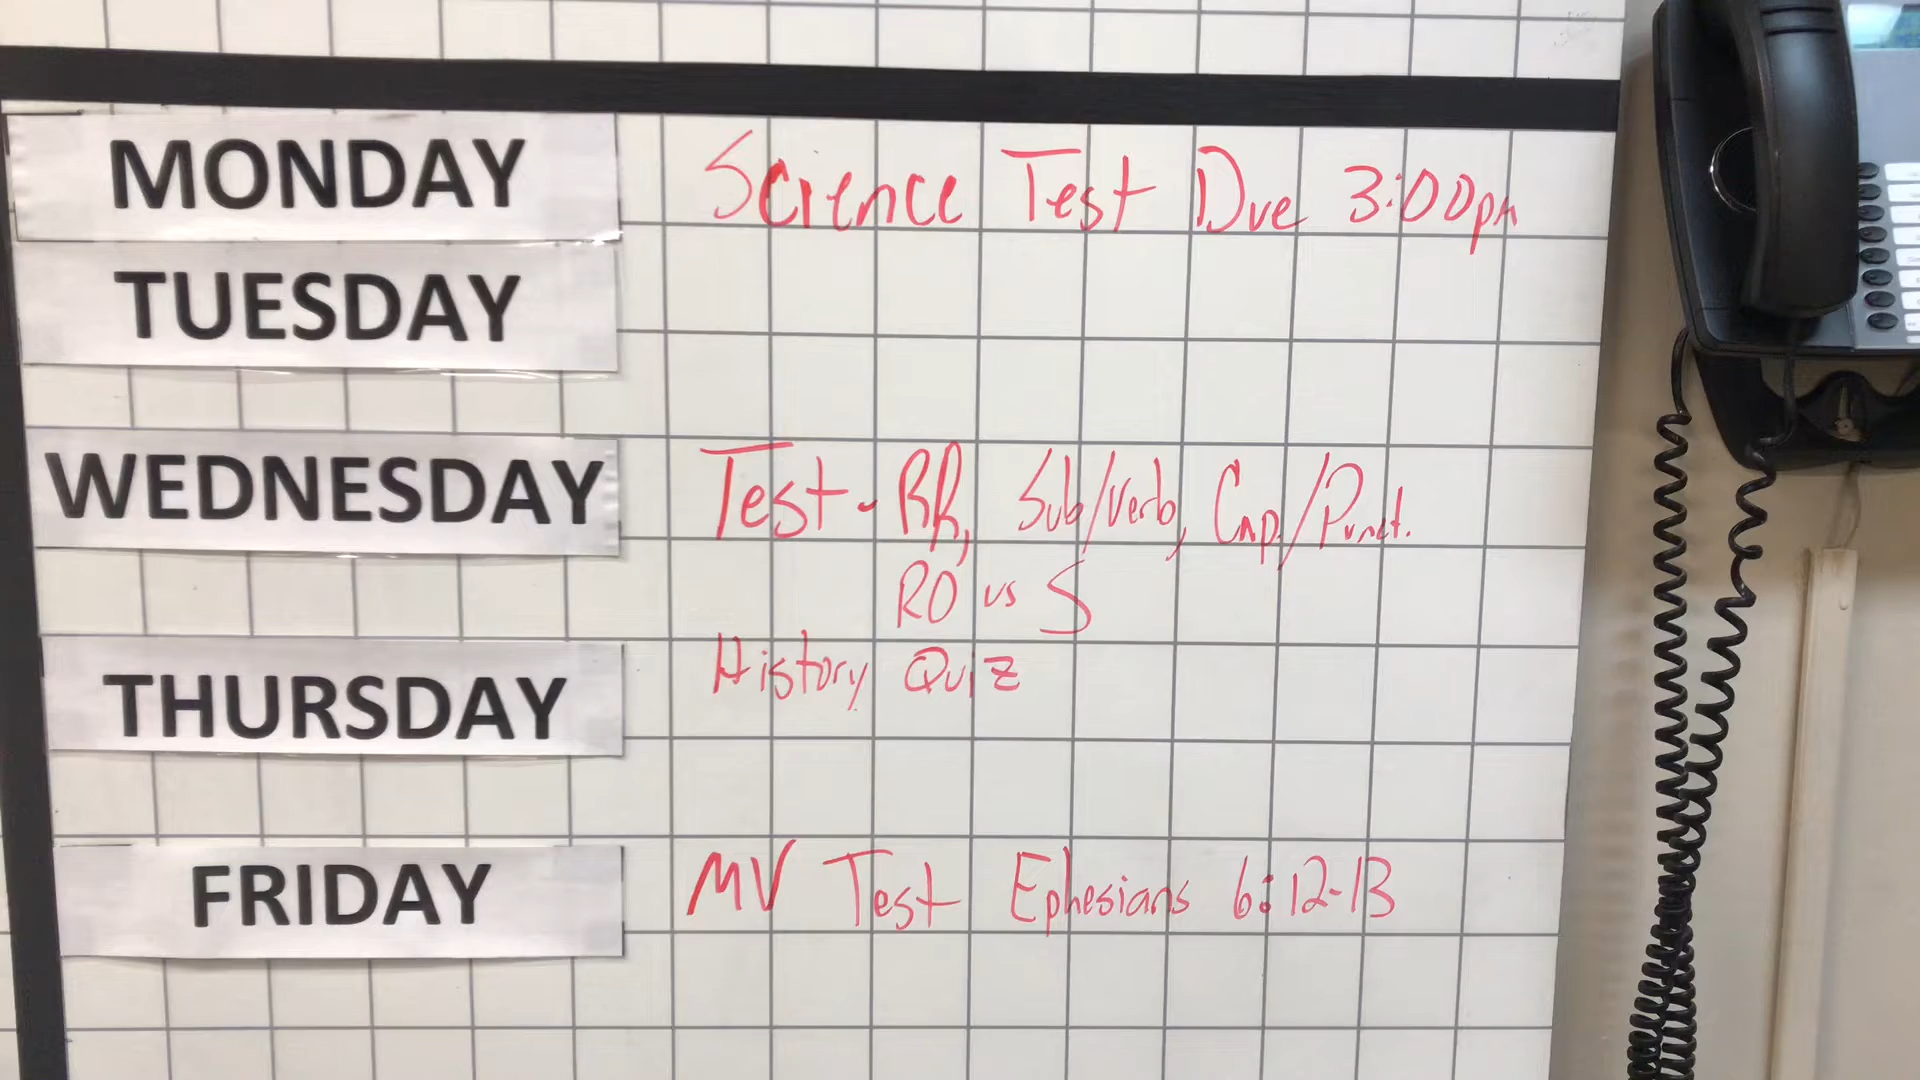 MONDAY Science Test Due 3:00pm
TUESDAY
WEDNESDAY Test - RR, Sub/Verb, Cap/Punct.
RO vs S
THURSDAY History Quiz
FRIDAY MV Test Ephesians 6:12-13